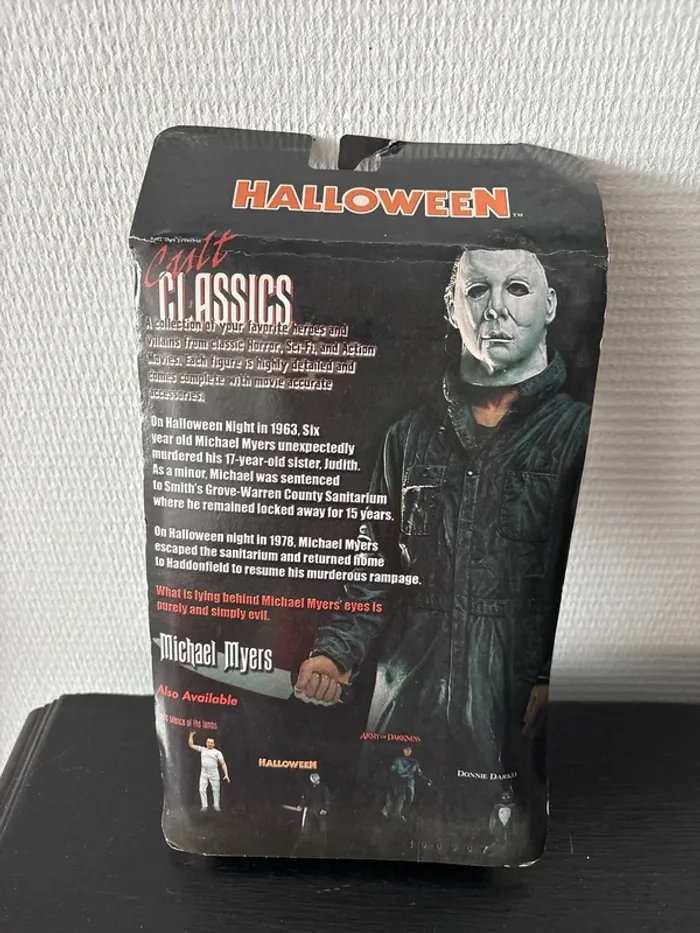 HALLOWEEN™
Cult
CLASSICS
A collection of your favorite heroes and
villains from classic Horror, Sci-Fi, and Action
Movies. Each figure is highly detailed and
comes complete with movie accurate
accessories.
On Halloween Night in 1963, Six
year old Michael Myers unexpectedly
murdered his 17-year-old sister, Judith.
As a minor, Michael was sentenced
to Smith's Grove-Warren County Sanitarium
where he remained locked away for 15 years.
On Halloween night in 1978, Michael Myers
escaped the sanitarium and returned home
to Haddonfield to resume his murderous rampage.
What is lying behind Michael Myers' eyes is
purely and simply evil.
Michael Myers
Also Available
silence of the lambs
HALLOWEEN
ARMY OF DARKNESS
DONNIE DARKO